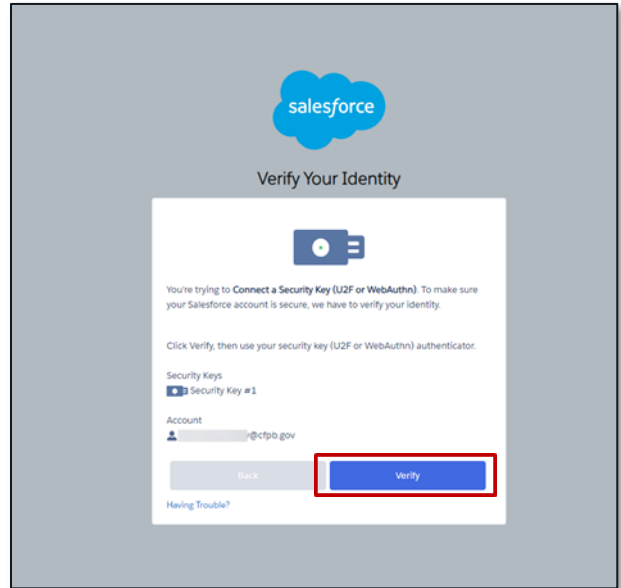 salesforce
Verify Your Identity
You're trying to Connect a Security Key (U2F or WebAuthn). To make sure
your Salesforce account is secure, we have to verify your identity.
Click Verify, then use your security key (U2F or WebAuthn) authenticator.
Security Keys
Security Key #1
Account
@cfpb.gov
Back
Verify
Having Trouble?